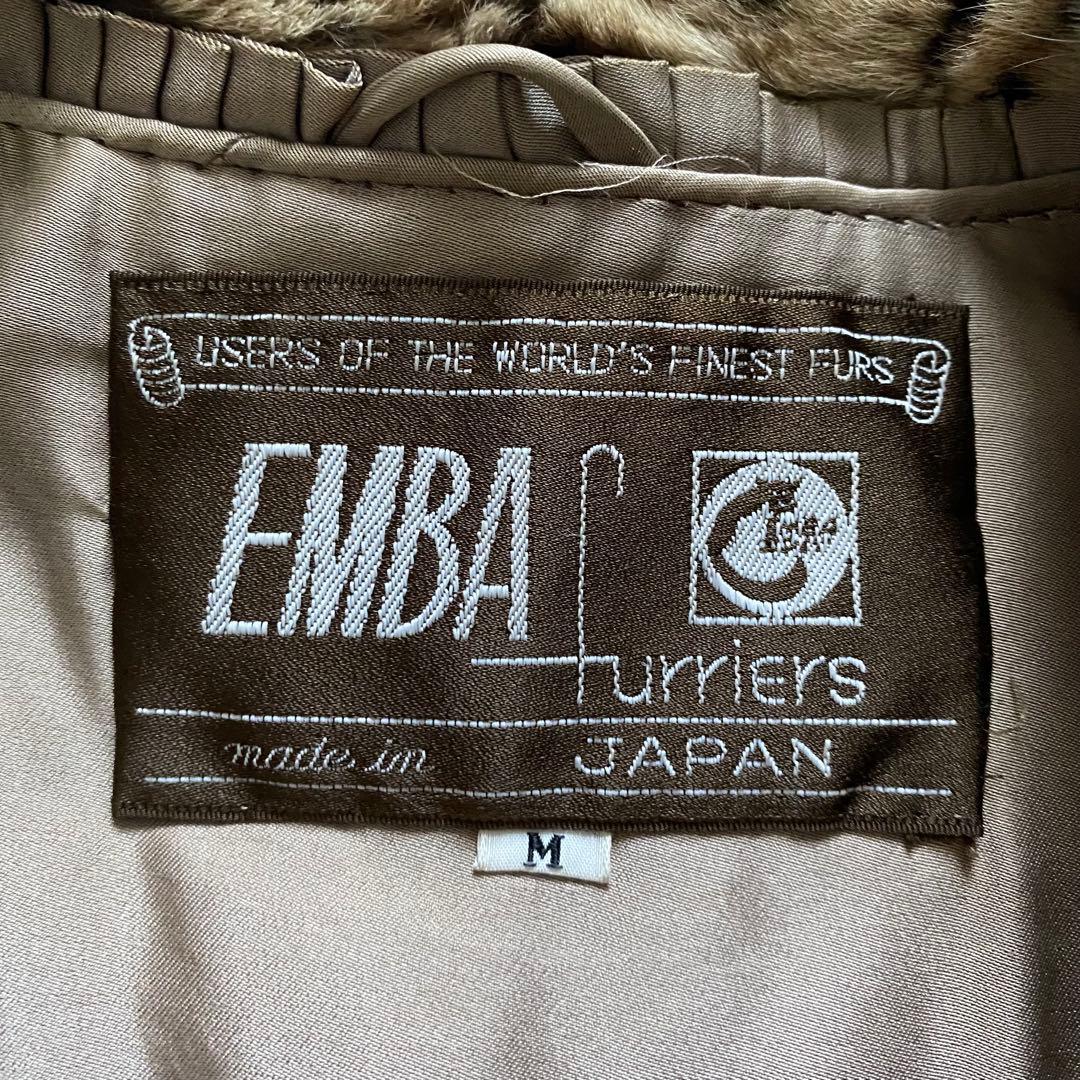 USERS OF THE WORLD'S FINEST FURS
EMBA
furriers
made in JAPAN
M